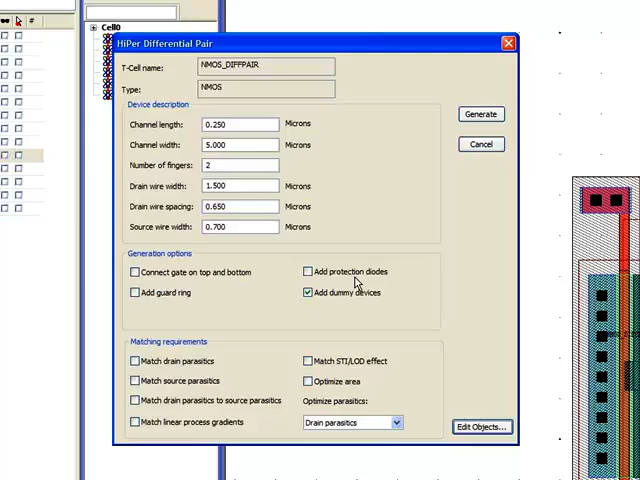 #
Cell0
HiPer Differential Pair
T-Cell name:
NMOS_DIFFPAIR
Type:
NMOS
Device description
Channel length:
0.250
Microns
Channel width:
5.000
Microns
Number of fingers:
2
Drain wire width:
1.500
Microns
Drain wire spacing:
0.650
Microns
Source wire width:
0.700
Microns
Generate
Cancel
Generation options
Connect gate on top and bottom
Add protection diodes
Add guard ring
Add dummy devices
Matching requirements
Match drain parasitics
Match STI/LOD effect
Match source parasitics
Optimize area
Match drain parasitics to source parasitics
Optimize parasitics:
Match linear process gradients
Drain parasitics
Edit Objects...